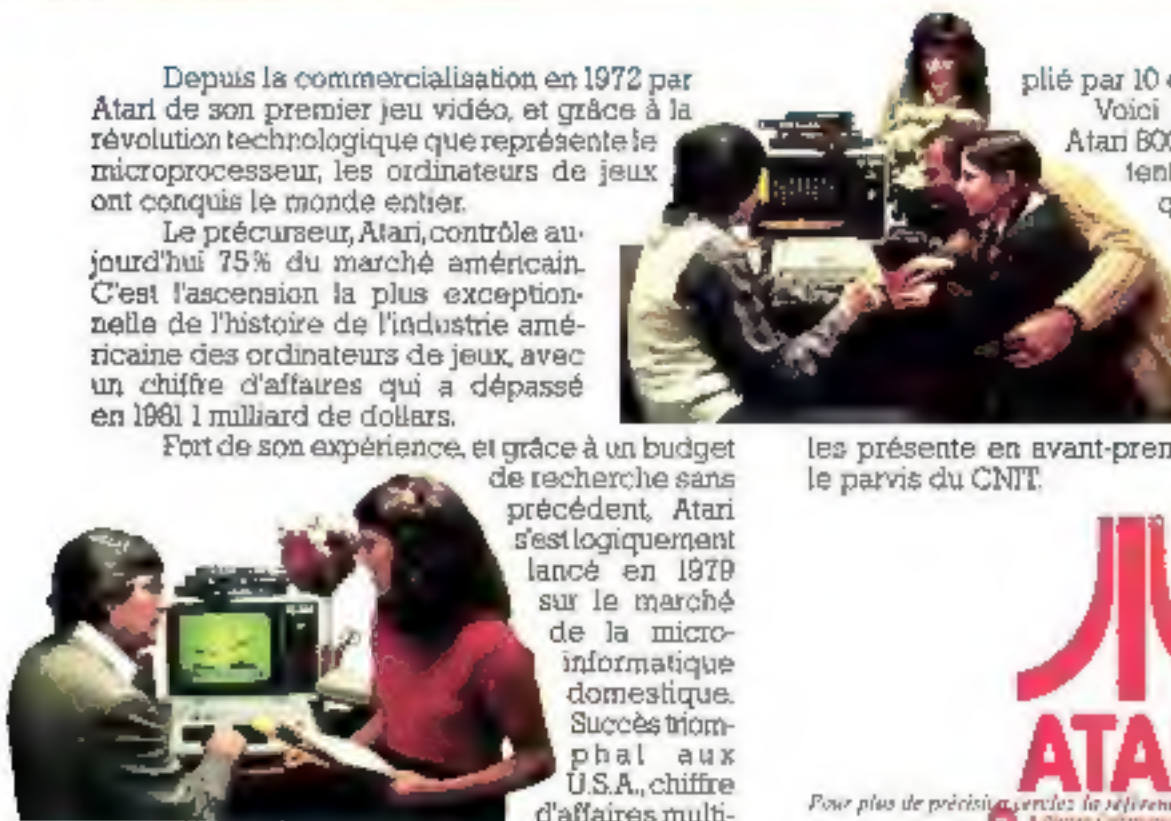 Depuis la commercialisation en 1972 par
Atari de son premier jeu vidéo, et grâce à la
révolution technologique que représente le
microprocesseur, les ordinateurs de jeux
ont conquis le monde entier.
Le précurseur, Atari, contrôle au-
jourd'hui 75% du marché américain.
C'est l'ascension la plus exception-
nelle de l'histoire de l'industrie amé-
ricaine des ordinateurs de jeux, avec
un chiffre d'affaires qui a dépassé
en 1981 1 milliard de dollars.
Fort de son expérience, et grâce à un budget
de recherche sans
précédent, Atari
s'est logiquement
lancé en 1979
sur le marché
de la micro-
informatique
domestique.
Succès triom-
phal aux
U.S.A., chiffre
d'affaires multi-
plié par 10
Voici
Atari 800
tent
les présente en avant-pren
le parvis du CNIT.
ATA
Pour plus de précision cerclez la référen